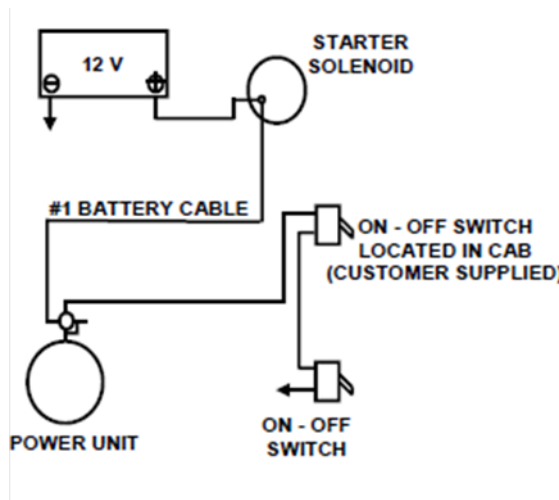 12 V
STARTER
SOLENOID
#1 BATTERY CABLE
ON - OFF SWITCH
LOCATED IN CAB
(CUSTOMER SUPPLIED)
POWER UNIT
ON - OFF
SWITCH